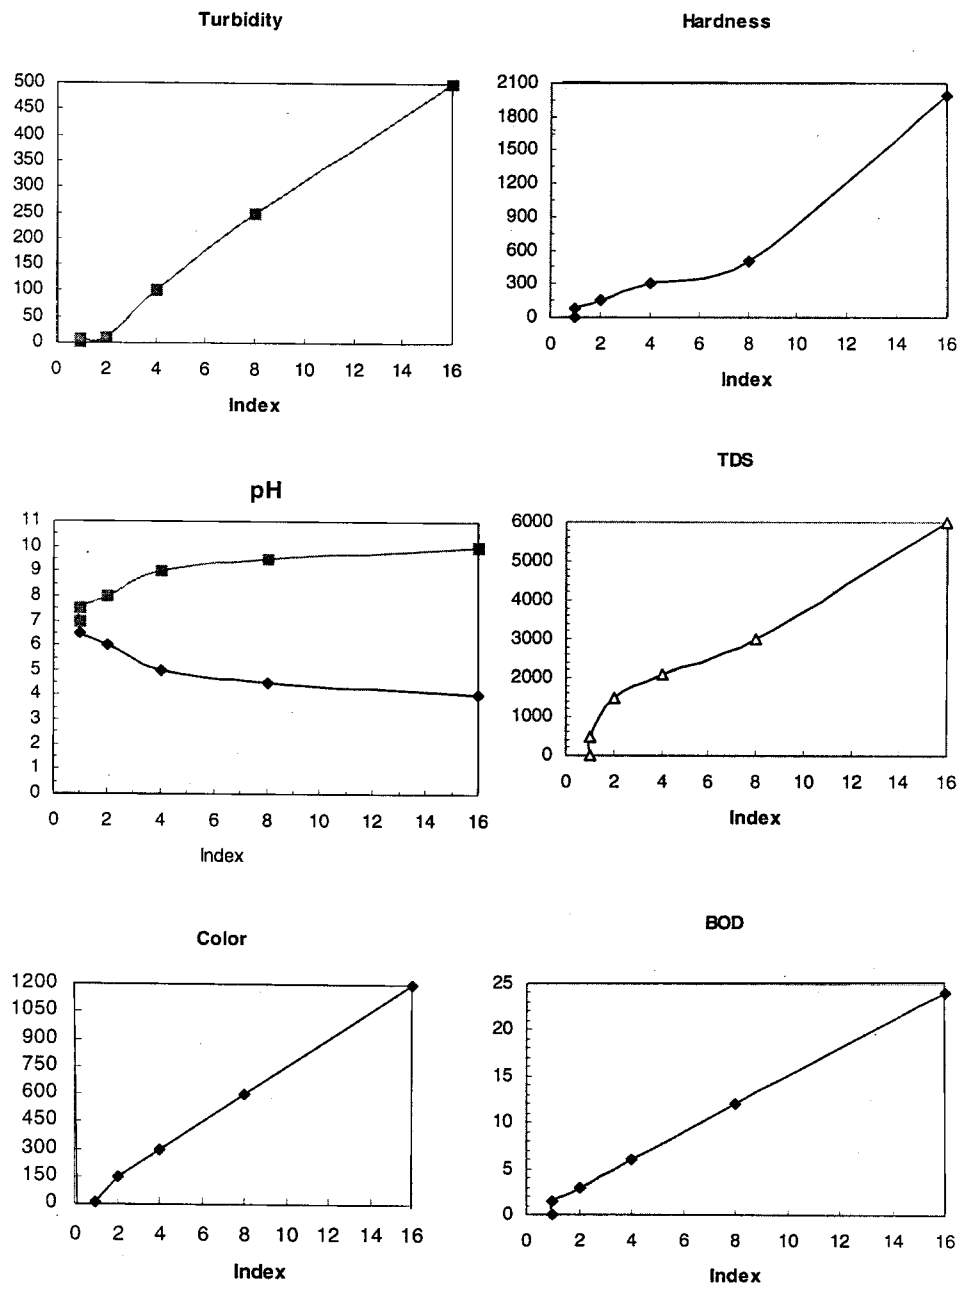 Turbidity
500
450
400
350
300
250
200
150
100
50
0
0 2 4 6 8 10 12 14 16
Index
Hardness
2100
1800
1500
1200
900
600
300
0
0 2 4 6 8 10 12 14 16
Index
pH
11
10
9
8
7
6
5
4
3
2
1
0
0 2 4 6 8 10 12 14 16
Index
TDS
6000
5000
4000
3000
2000
1000
0
0 2 4 6 8 10 12 14 16
Index
Color
1200
1050
900
750
600
450
300
150
0
0 2 4 6 8 10 12 14 16
Index
BOD
25
20
15
10
5
0
0 2 4 6 8 10 12 14 16
Index